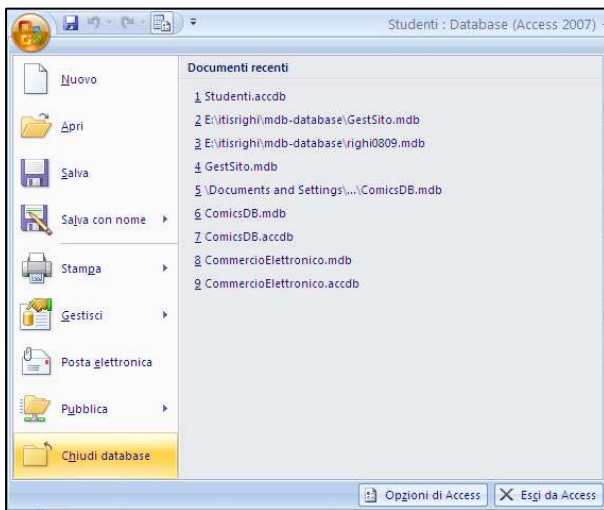 Studenti : Database (Access 2007) -
Nuovo
Apri
Salva
Salva con nome
Stampa
Gestisci
Posta elettronica
Pubblica
Chiudi database
Documenti recenti
1 Studenti.accdb
2 E:\itisrighi\mdb-database\GestSito.mdb
3 E:\itisrighi\mdb-database\righi0809.mdb
4 GestSito.mdb
5 \Documents and Settings\...\ComicsDB.mdb
6 ComicsDB.mdb
7 ComicsDB.accdb
8 CommercioElettronico.mdb
9 CommercioElettronico.accdb
Opzioni di Access
Esci da Access